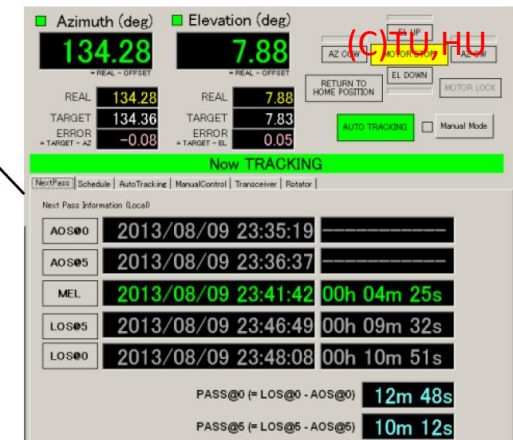 Azimuth (deg)
Elevation (deg)
134.28
7.88
= REAL - OFFSET
= REAL - OFFSET
REAL 134.28
REAL 7.88
TARGET 134.36
TARGET 7.83
ERROR -0.08
= TARGET - AZ
ERROR 0.05
= TARGET - EL
(C)TU,HU
EL UP
AZ CCW
MOTOR STOP
AZ CW
EL DOWN
RETURN TO
HOME POSITION
MOTOR LOCK
AUTO TRACKING
Manual Mode
Now TRACKING
NextPass Schedule AutoTracking ManualControl Transceiver Rotator
Next Pass Information (Local)
AOS@0 2013/08/09 23:35:19 -----------
AOS@5 2013/08/09 23:36:37 -----------
MEL 2013/08/09 23:41:42 00h 04m 25s
LOS@5 2013/08/09 23:46:49 00h 09m 32s
LOS@0 2013/08/09 23:48:08 00h 10m 51s
PASS@0 (= LOS@0 - AOS@0) 12m 48s
PASS@5 (= LOS@5 - AOS@5) 10m 12s